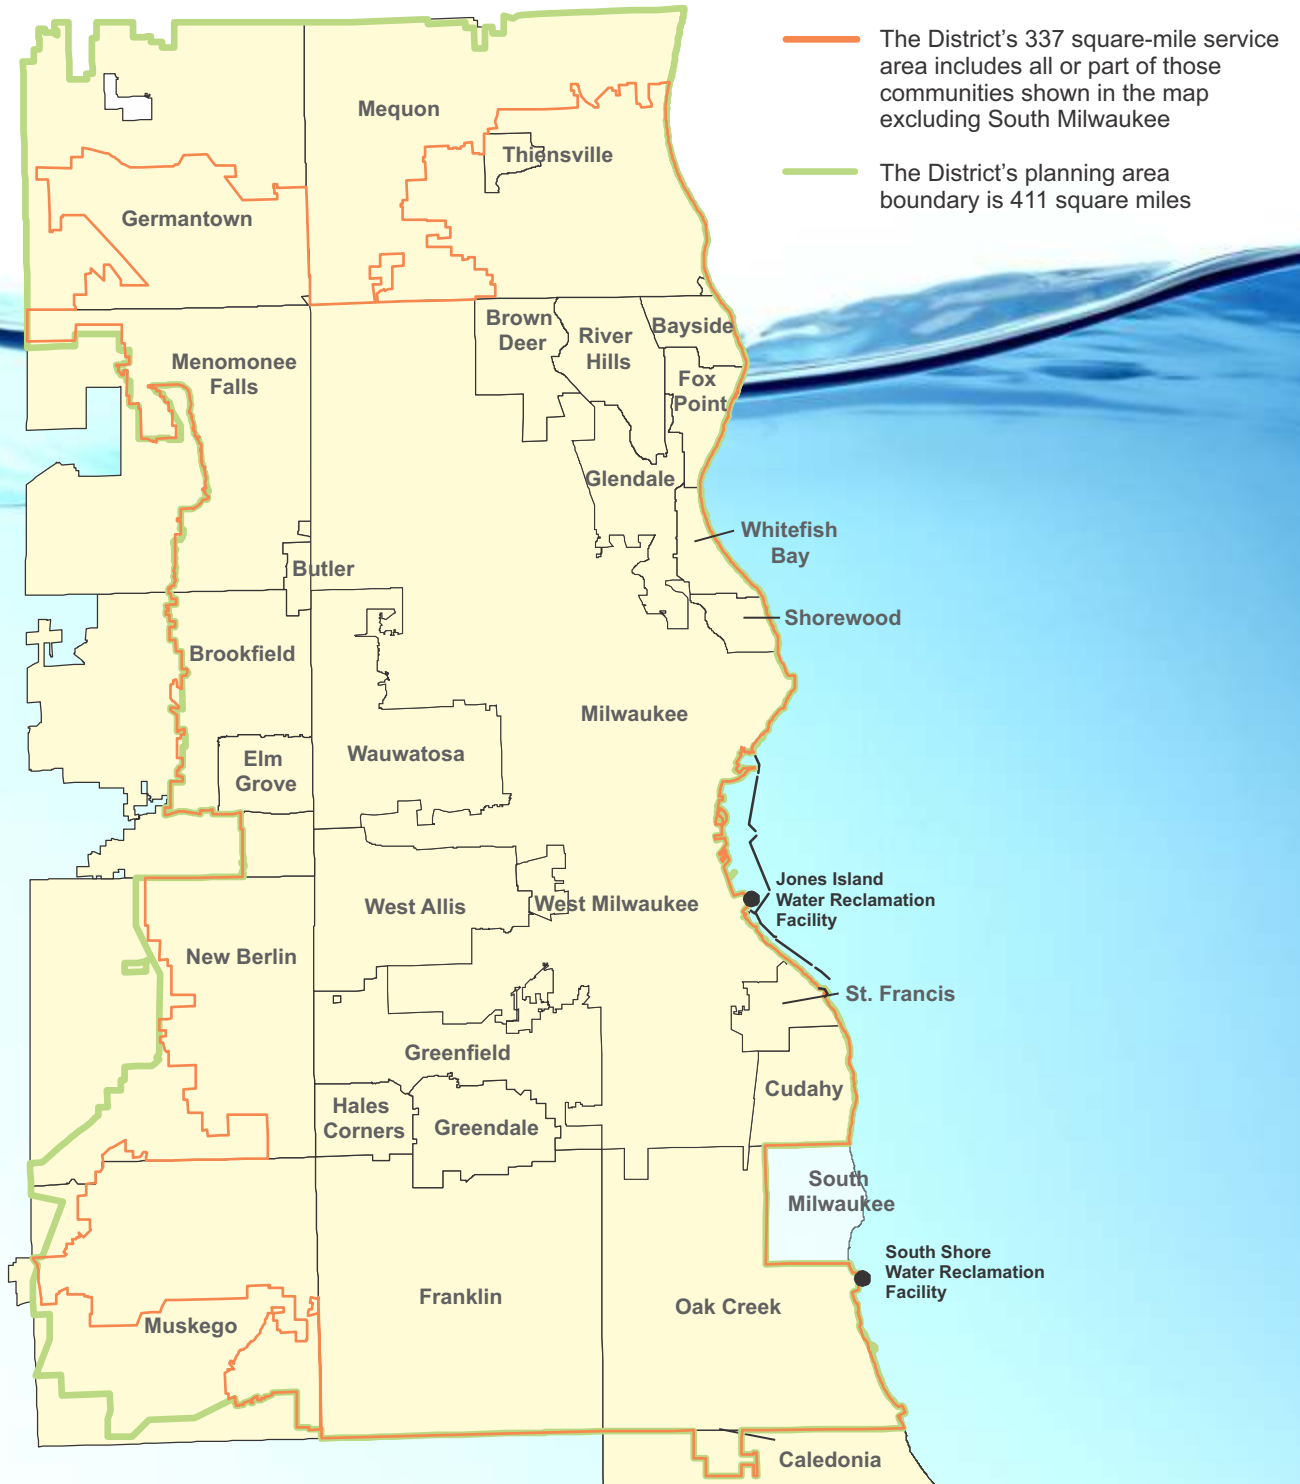 The District's 337 square-mile service
area includes all or part of those
communities shown in the map
excluding South Milwaukee
The District's planning area
boundary is 411 square miles
Mequon
Thiensville
Germantown
Brown
Deer
River
Hills
Bayside
Menomonee
Falls
Fox
Point
Glendale
Whitefish
Bay
Butler
Shorewood
Brookfield
Milwaukee
Elm
Grove
Wauwatosa
Jones Island
Water Reclamation
Facility
West Allis
West Milwaukee
New Berlin
St. Francis
Greenfield
Cudahy
Hales
Corners
Greendale
South
Milwaukee
South Shore
Water Reclamation
Facility
Franklin
Oak Creek
Muskego
Caledonia